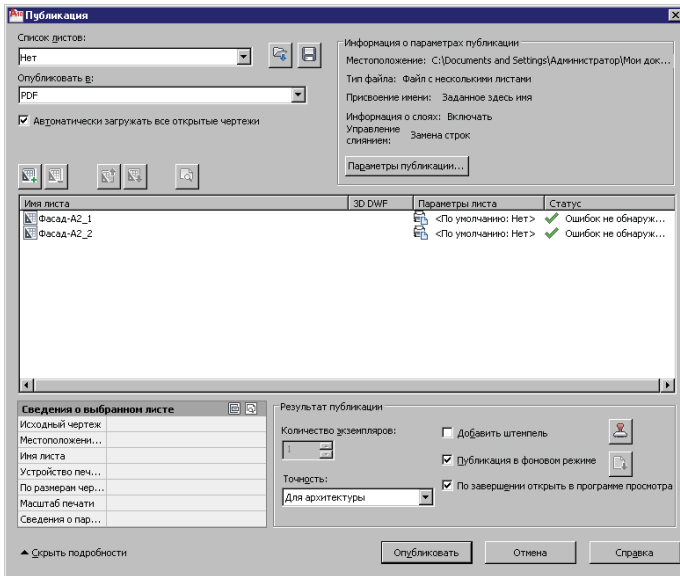 Публикация
Список листов:
Нет
Опубликовать в:
PDF
Автоматически загружать все открытые чертежи
Информация о параметрах публикации
Местоположение: C:\Documents and Settings\Администратор\Мои док...
Тип файла: Файл с несколькими листами
Присвоение имени: Заданное здесь имя
Информация о слоях: Включать
Управление слиянием: Замена строк
Параметры публикации...
Имя листа 3D DWF Параметры листа Статус
Фасад-А2_1 <По умолчанию: Нет> Ошибок не обнаруж...
Фасад-А2_2 <По умолчанию: Нет> Ошибок не обнаруж...
Сведения о выбранном листе
Исходный чертеж
Местоположени...
Имя листа
Устройство печ...
По размерам чер...
Масштаб печати
Сведения о пар...
Результат публикации
Количество экземпляров:
1
Точность:
Для архитектуры
Добавить штемпель
Публикация в фоновом режиме
По завершении открыть в программе просмотра
Скрыть подробности
Опубликовать
Отмена
Справка